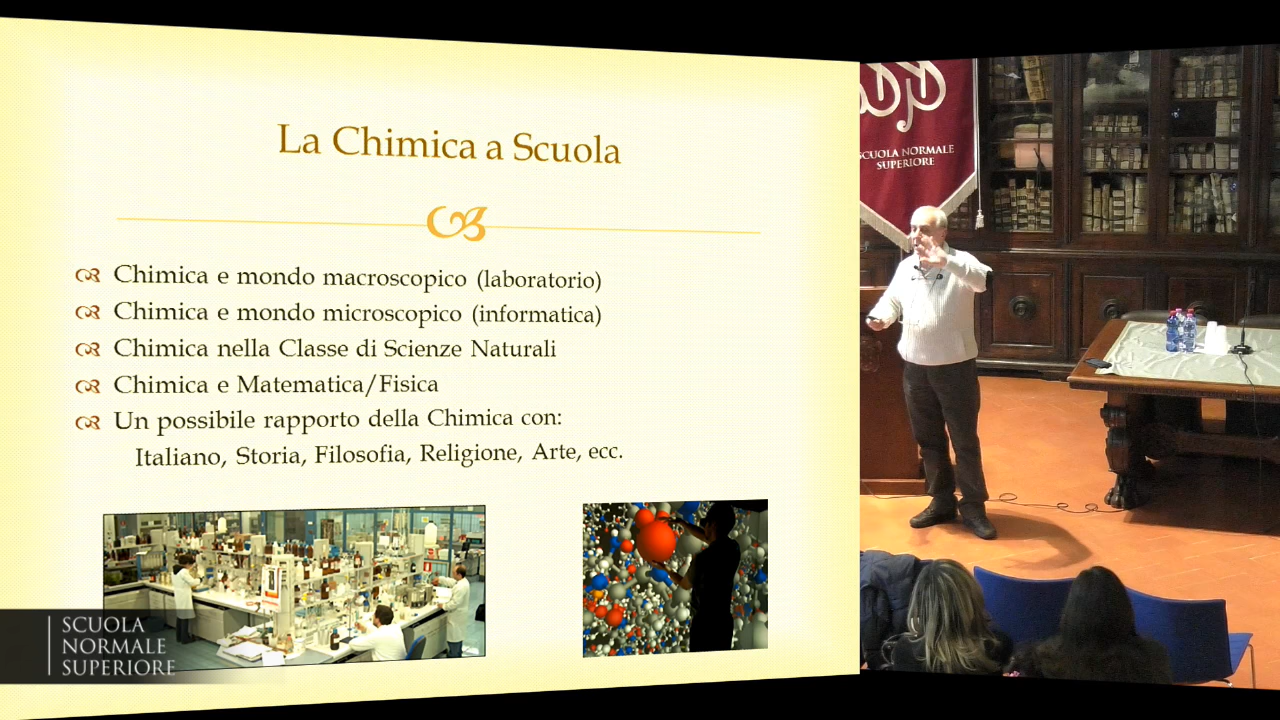 La Chimica a Scuola
Chimica e mondo macroscopico (laboratorio)
Chimica e mondo microscopico (informatica)
Chimica nella Classe di Scienze Naturali
Chimica e Matematica/Fisica
Un possibile rapporto della Chimica con:
Italiano, Storia, Filosofia, Religione, Arte, ecc.
SCUOLA
NORMALE
SUPERIORE
SCUOLA NORMALE
SUPERIORE